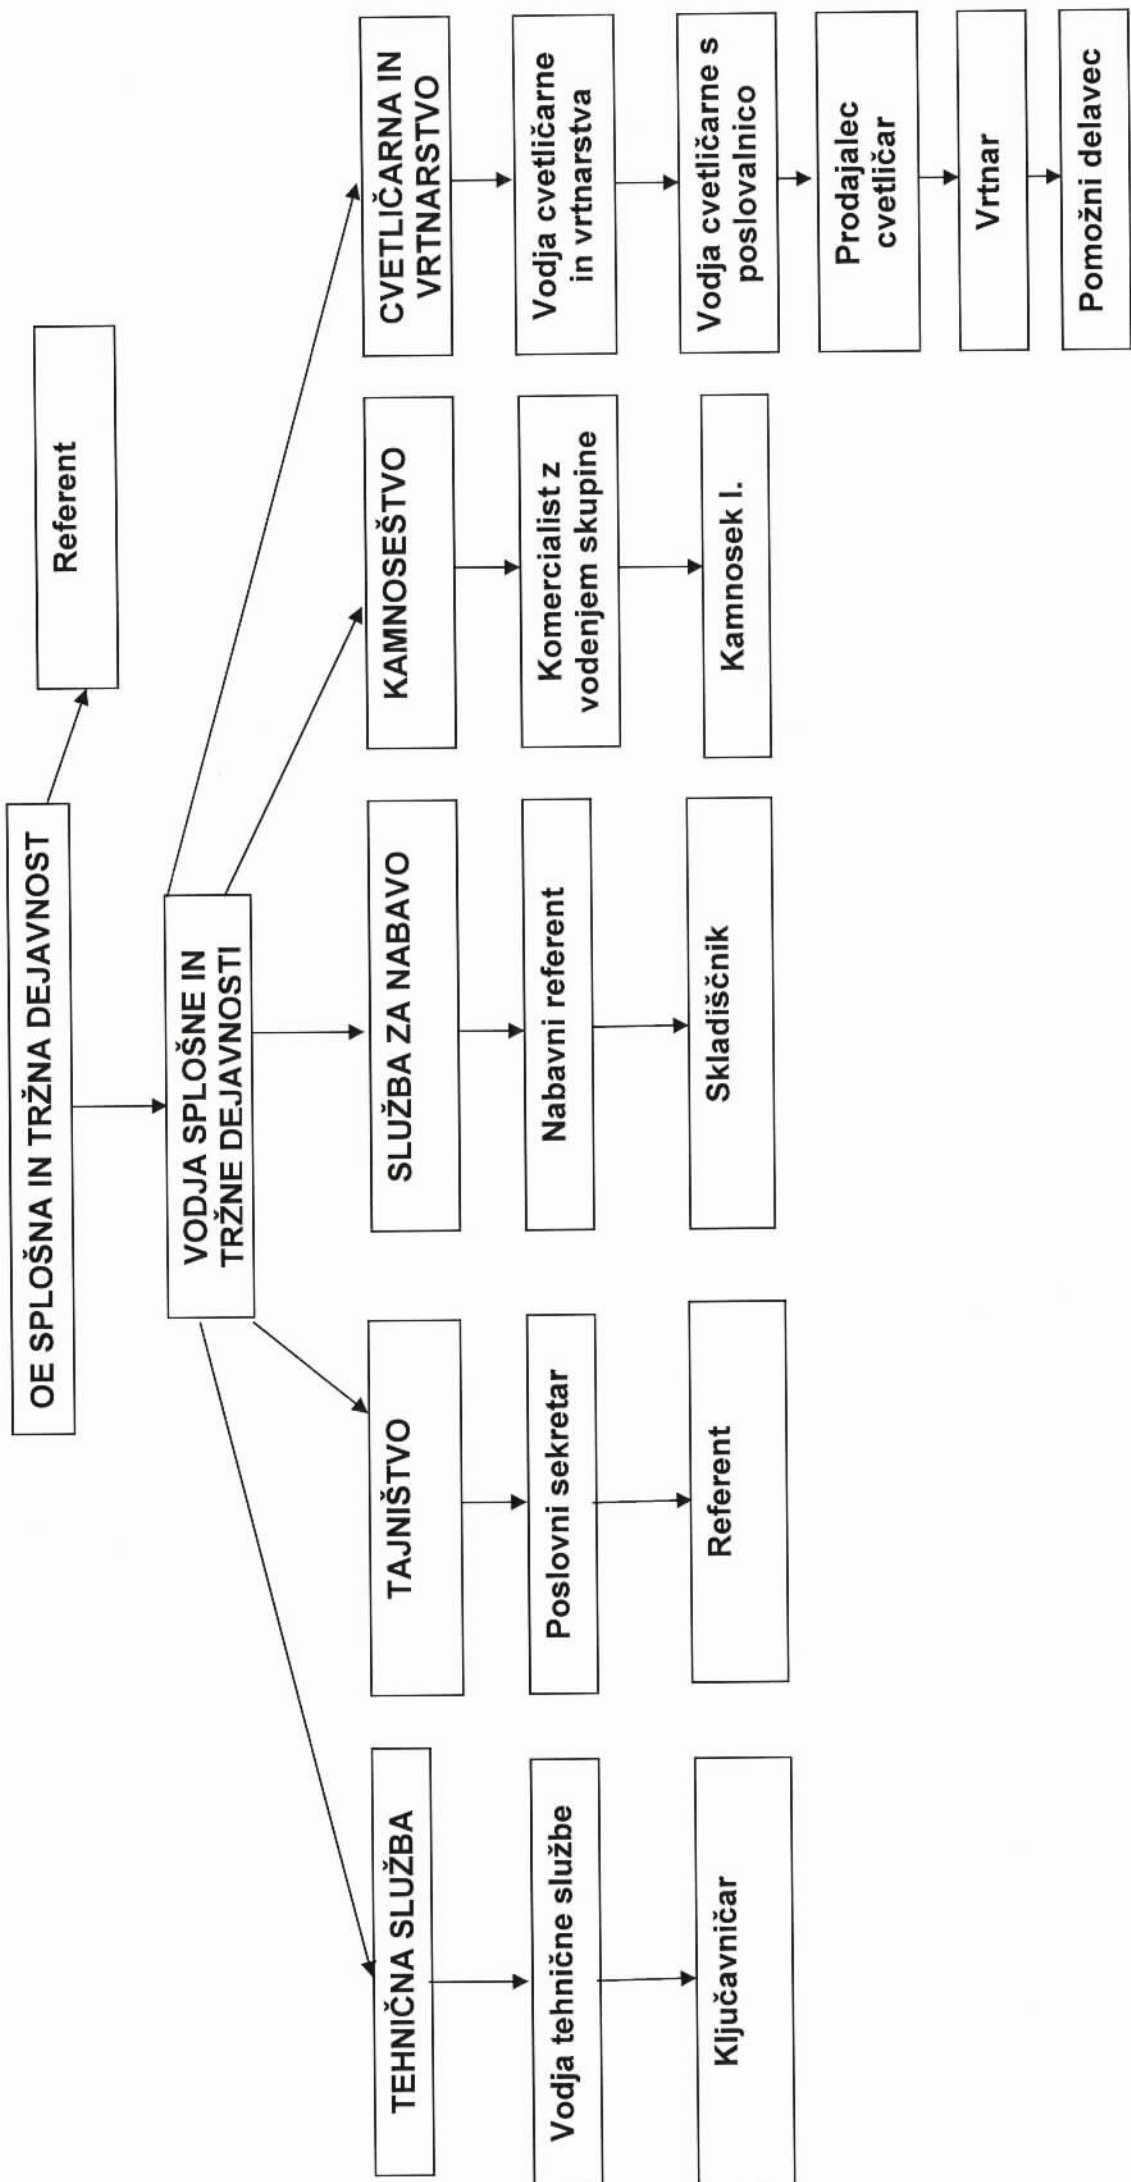 OE SPLOŠNA IN TRŽNA DEJAVNOST
Referent
VODJA SPLOŠNE IN
TRŽNE DEJAVNOSTI
TEHNIČNA SLUŽBA
Vodja tehnične službe
Ključavničar
TAJNIŠTVO
Poslovni sekretar
Referent
SLUŽBA ZA NABAVO
Nabavni referent
Skladiščnik
KAMNOSEŠTVO
Komercialist z
vodenjem skupine
Kamnosek I.
CVETLIČARNA IN
VRTNARSTVO
Vodja cvetličarne
in vrtnarstva
Vodja cvetličarne s
poslovalnico
Prodajalec
cvetličar
Vrtnar
Pomožni delavec